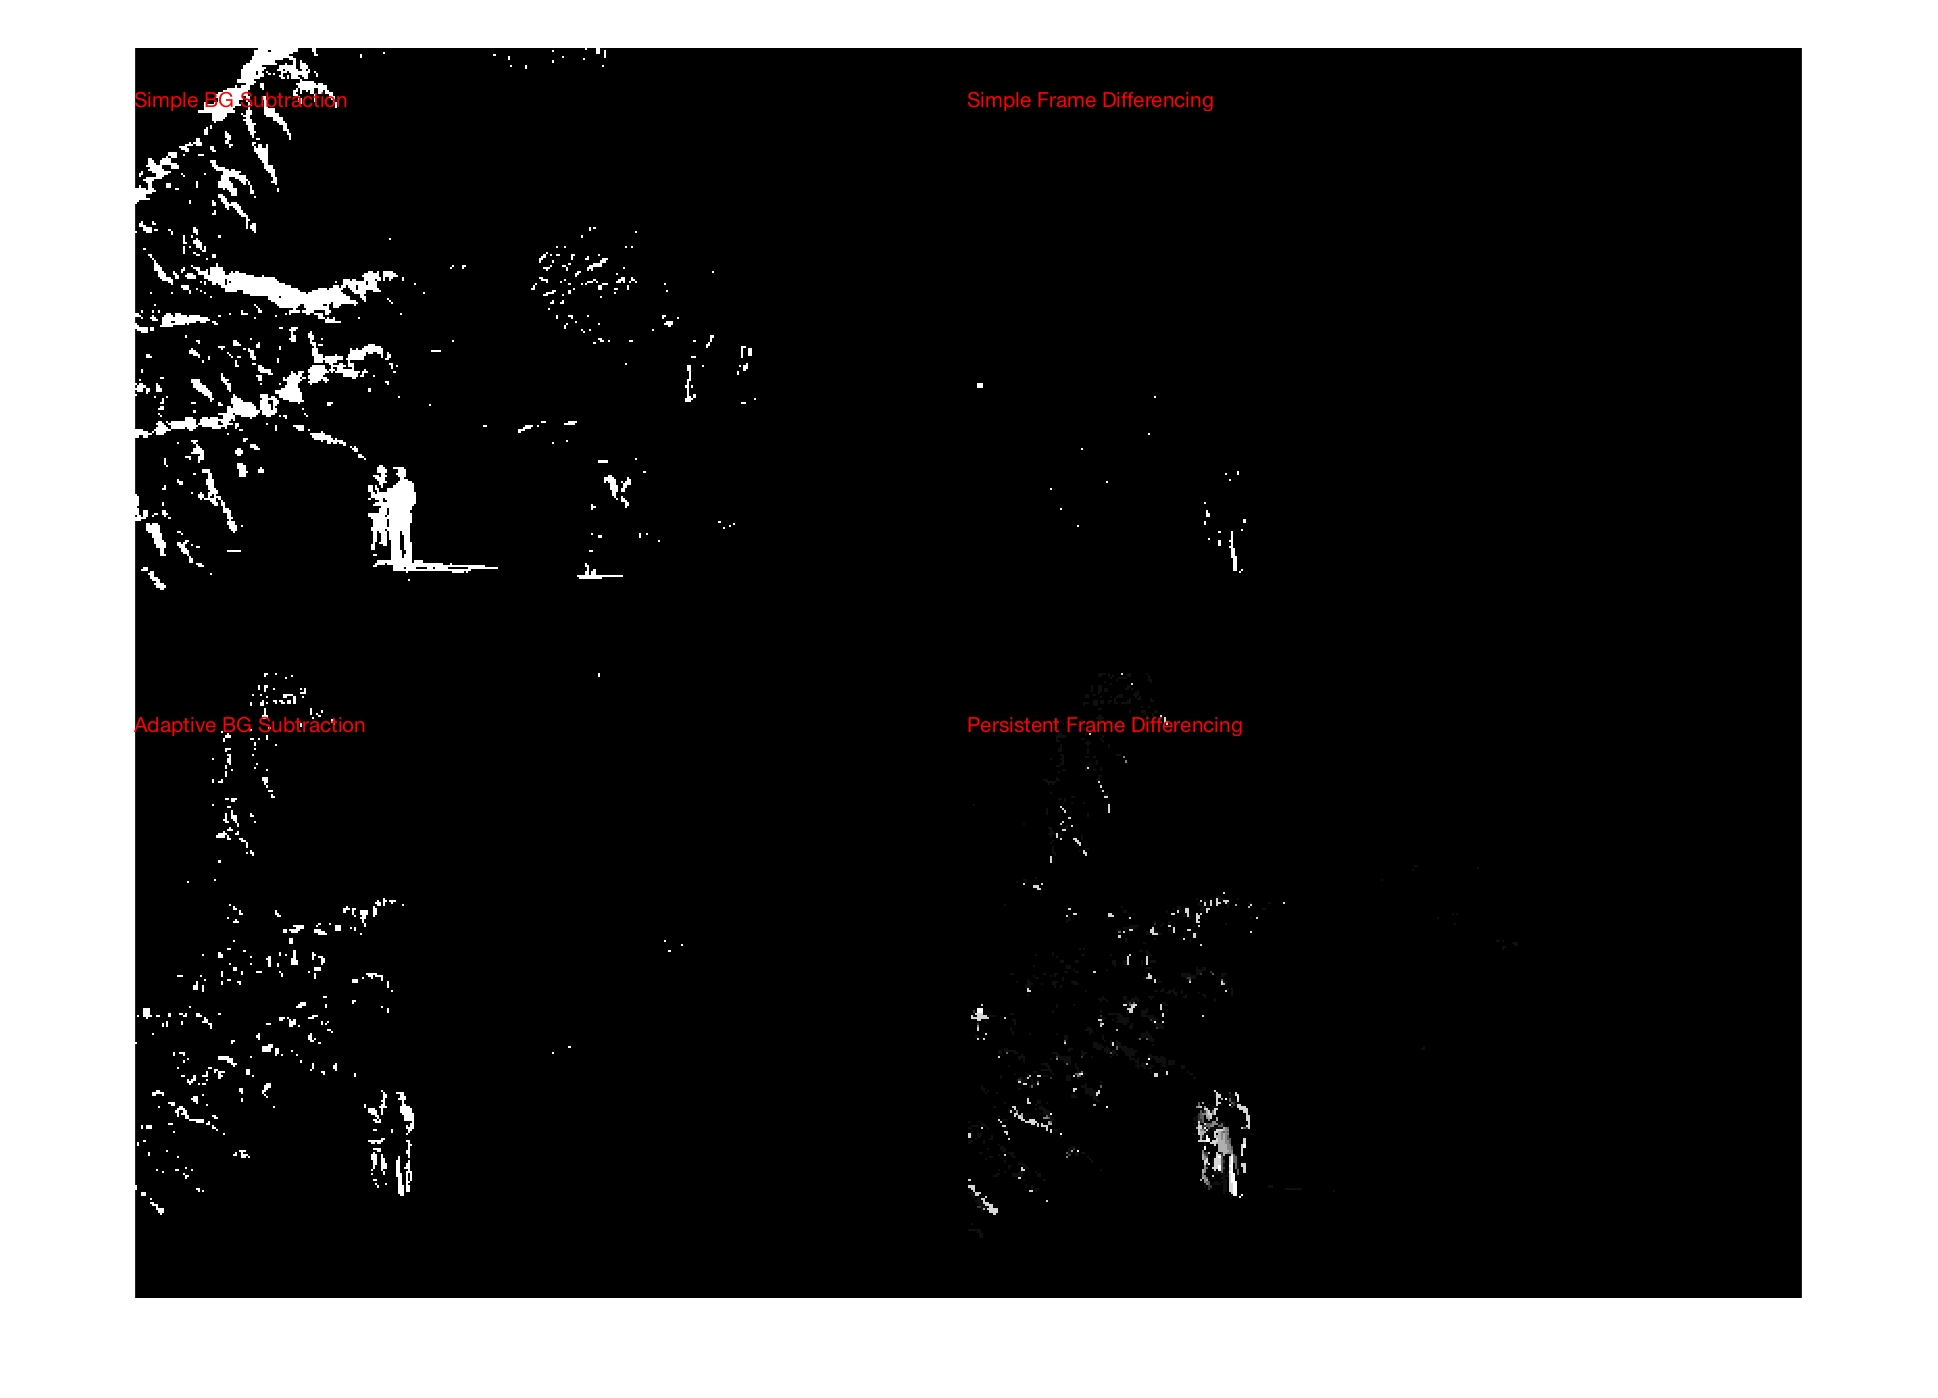 Simple BG Subtraction
Simple Frame Differencing
Adaptive BG Subtraction
Persistent Frame Differencing